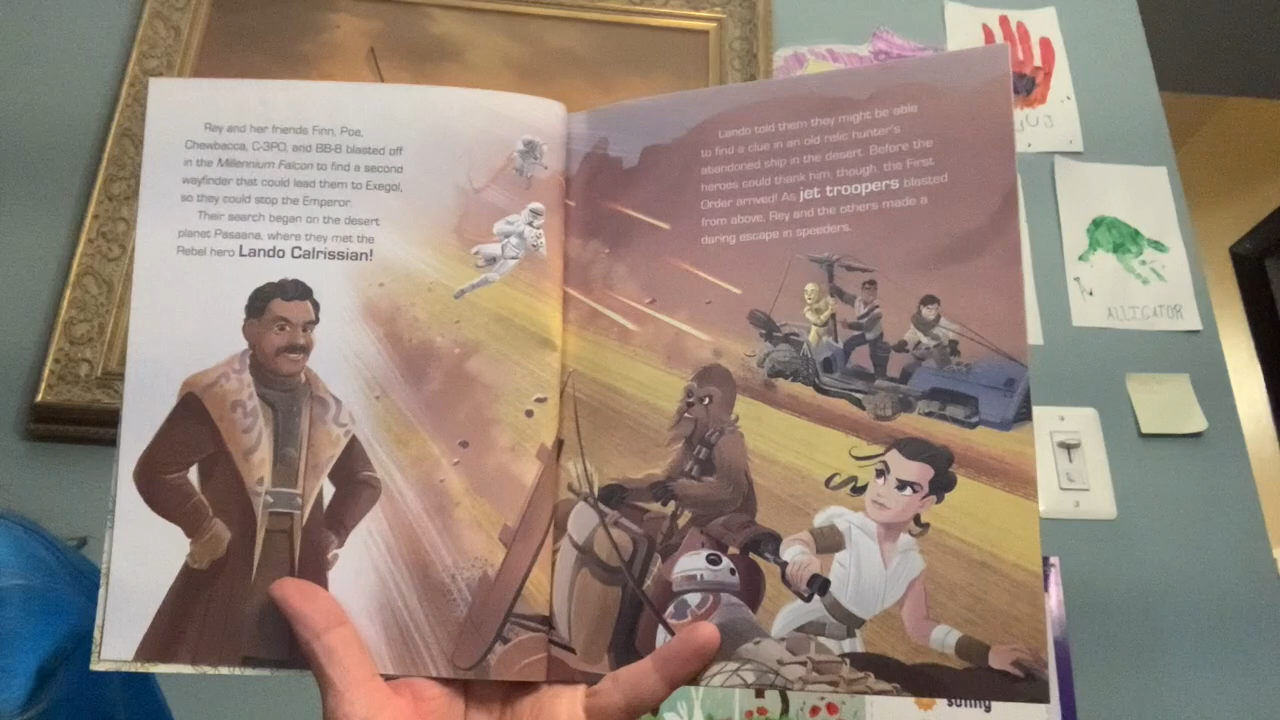 Rey and her friends Finn, Poe,
Chewbacca, C-3PO, and BB-8 blasted off
in the Millennium Falcon to find a second
wayfinder that could lead them to Exegol,
so they could stop the Emperor.
Their search began on the desert
planet Pasaana, where they met the
Rebel hero Lando Calrissian!
Lando told them they might be able
to find a clue in an old relic hunter's
abandoned ship in the desert. Before the
heroes could thank him, though, the First
Order arrived! As jet troopers blasted
from above, Rey and the others made a
daring escape in speeders.
ALLIGATOR
sunny